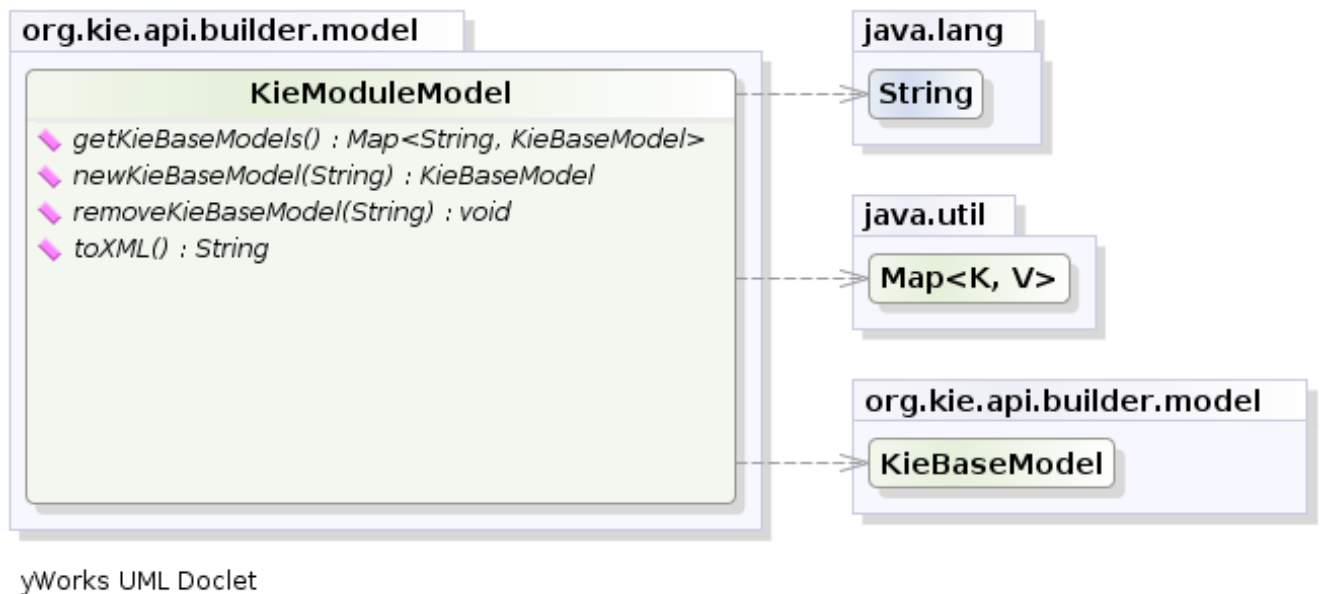 org.kie.api.builder.model
KieModuleModel
getKieBaseModels() : Map<String, KieBaseModel>
newKieBaseModel(String) : KieBaseModel
removeKieBaseModel(String) : void
toXML() : String
java.lang
String
java.util
Map<K, V>
org.kie.api.builder.model
KieBaseModel
yWorks UML Doclet